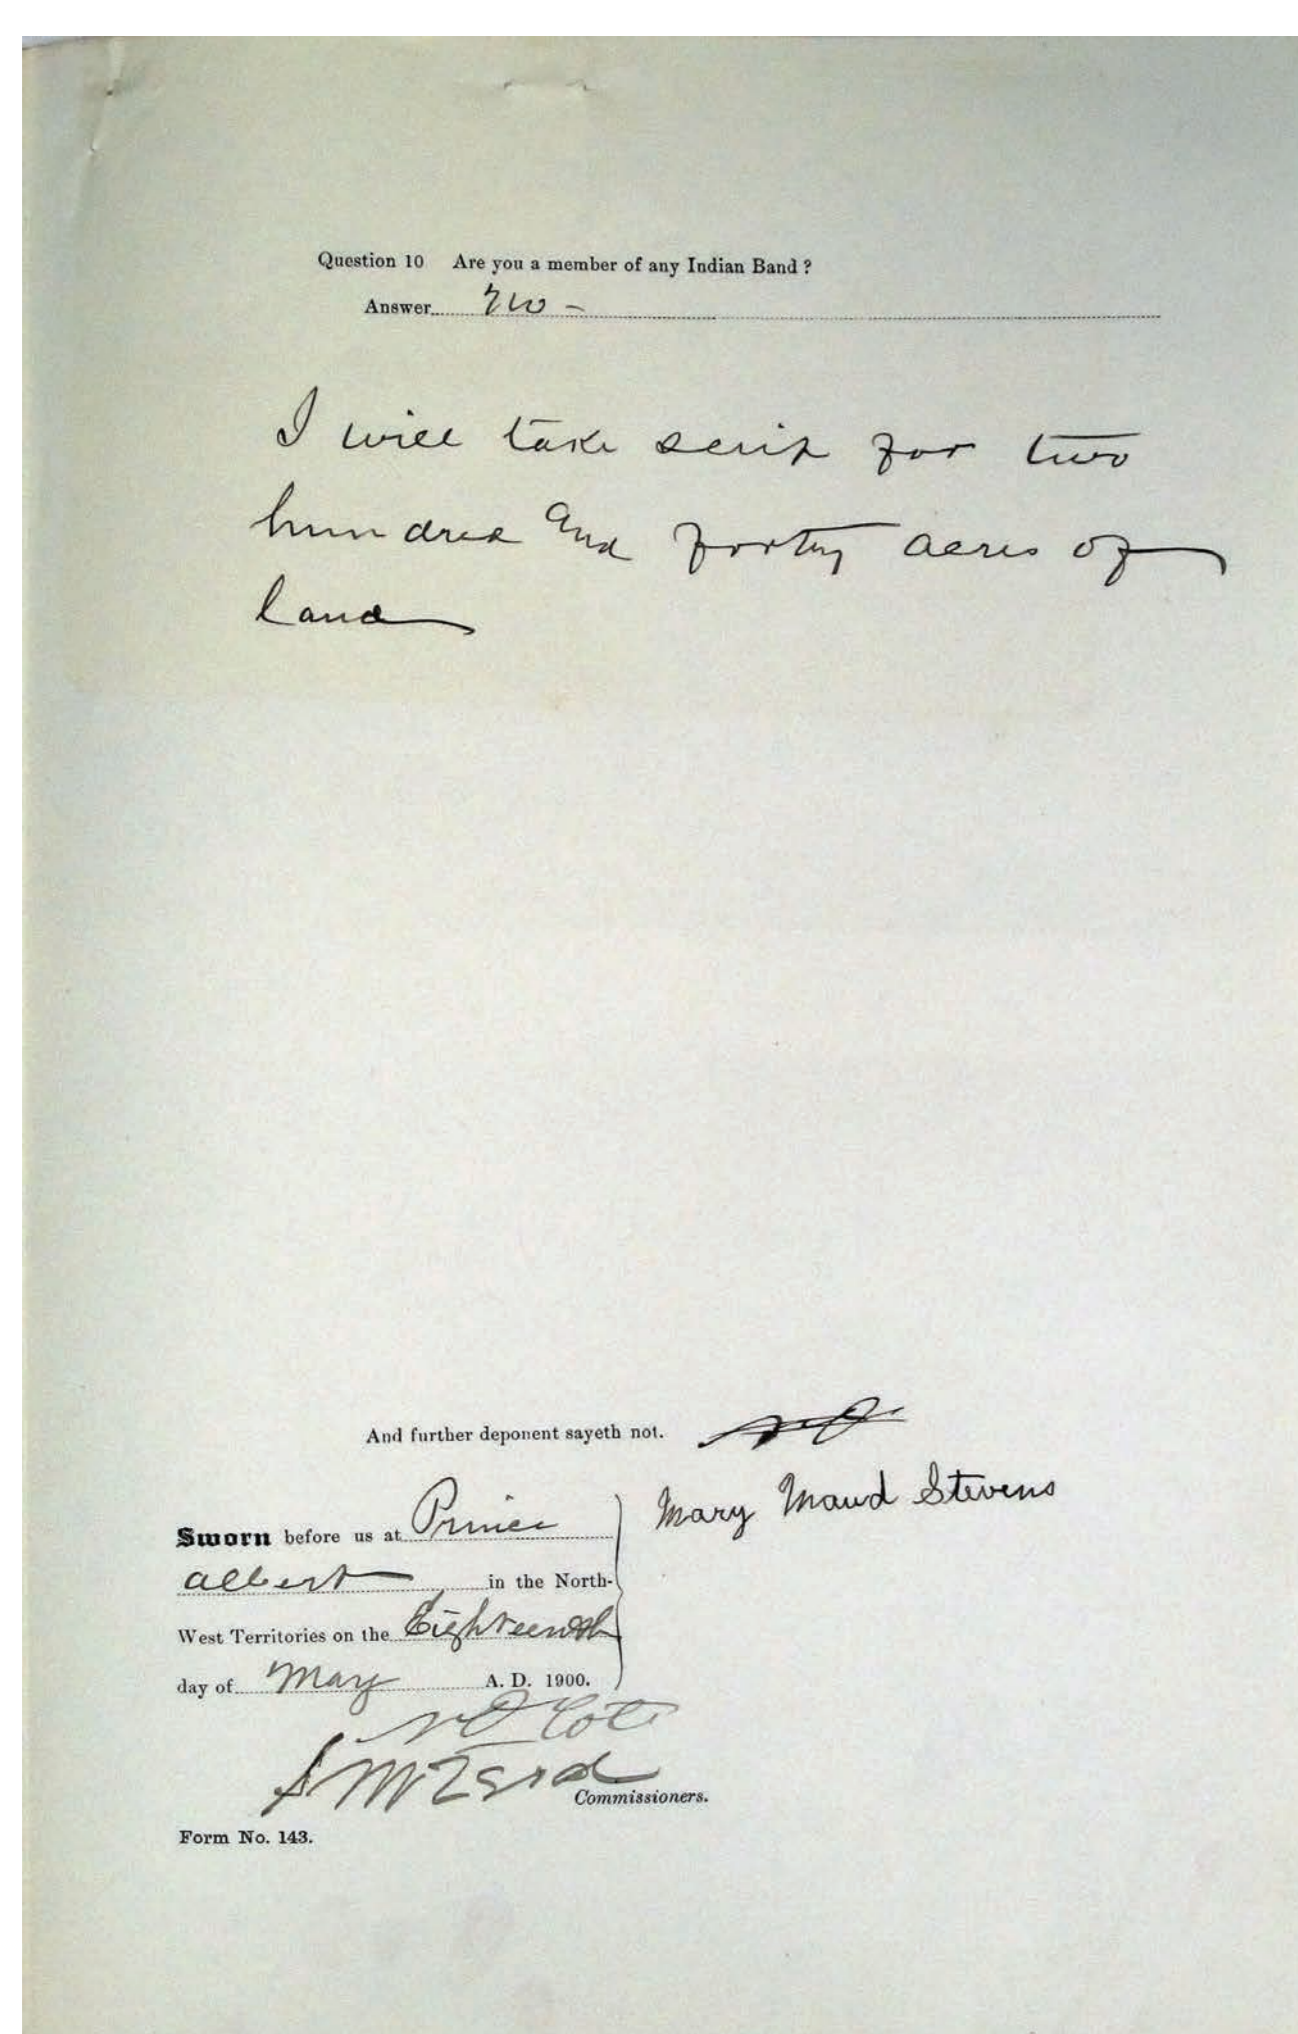 Question 10 Are you a member of any Indian Band ?
Answer No -
I will take scrip for two
hundred and forty acres of
land
And further deponent sayeth not.
Mary Maud Stevens
Sworn before us at Prince
Albert in the North-
West Territories on the Eighteenth
day of May A. D. 1900.
Cote
Commissioners.
Form No. 143.